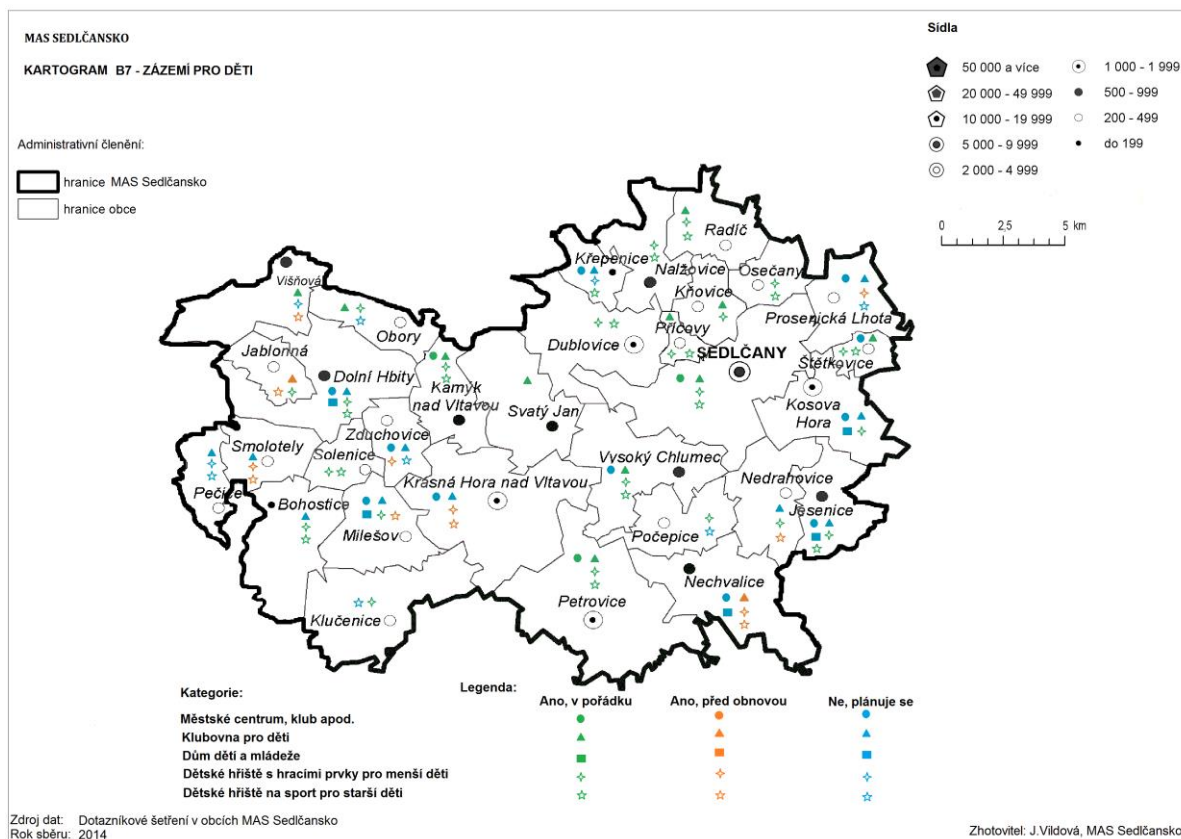 MAS SEDLČANSKO
KARTOGRAM B7 - ZÁZEMÍ PRO DĚTI
Administrativní členění:
hranice MAS Sedlčansko
hranice obce
Sídla
50 000 a více
20 000 - 49 999
10 000 - 19 999
5 000 - 9 999
2 000 - 4 999
1 000 - 1 999
500 - 999
200 - 499
do 199
0 2,5 5 km
Radíč
Křepenice
Nalžovice
Osečany
Kňovice
Višňová
Prosenická Lhota
Obory
Příčovy
Dublovice
SEDLČANY
Štětkovice
Jablonná
Dolní Hbity
Kamýk
nad Vltavou
Svatý Jan
Kosova
Hora
Zduchovice
Smolotely
Solenice
Vysoký Chlumec
Nedrahovice
Krásná Hora nad Vltavou
Pečice
Bohostice
Jesenice
Milešov
Počepice
Nechvalice
Petrovice
Klučenice
Kategorie:
Legenda:
Ano, v pořádku
Ano, před obnovou
Ne, plánuje se
Městské centrum, klub apod.
Klubovna pro děti
Dům dětí a mládeže
Dětské hřiště s hracími prvky pro menší děti
Dětské hřiště na sport pro starší děti
Zdroj dat: Dotazníkové šetření v obcích MAS Sedlčansko
Rok sběru: 2014
Zhotovitel: J.Vildová, MAS Sedlčansko